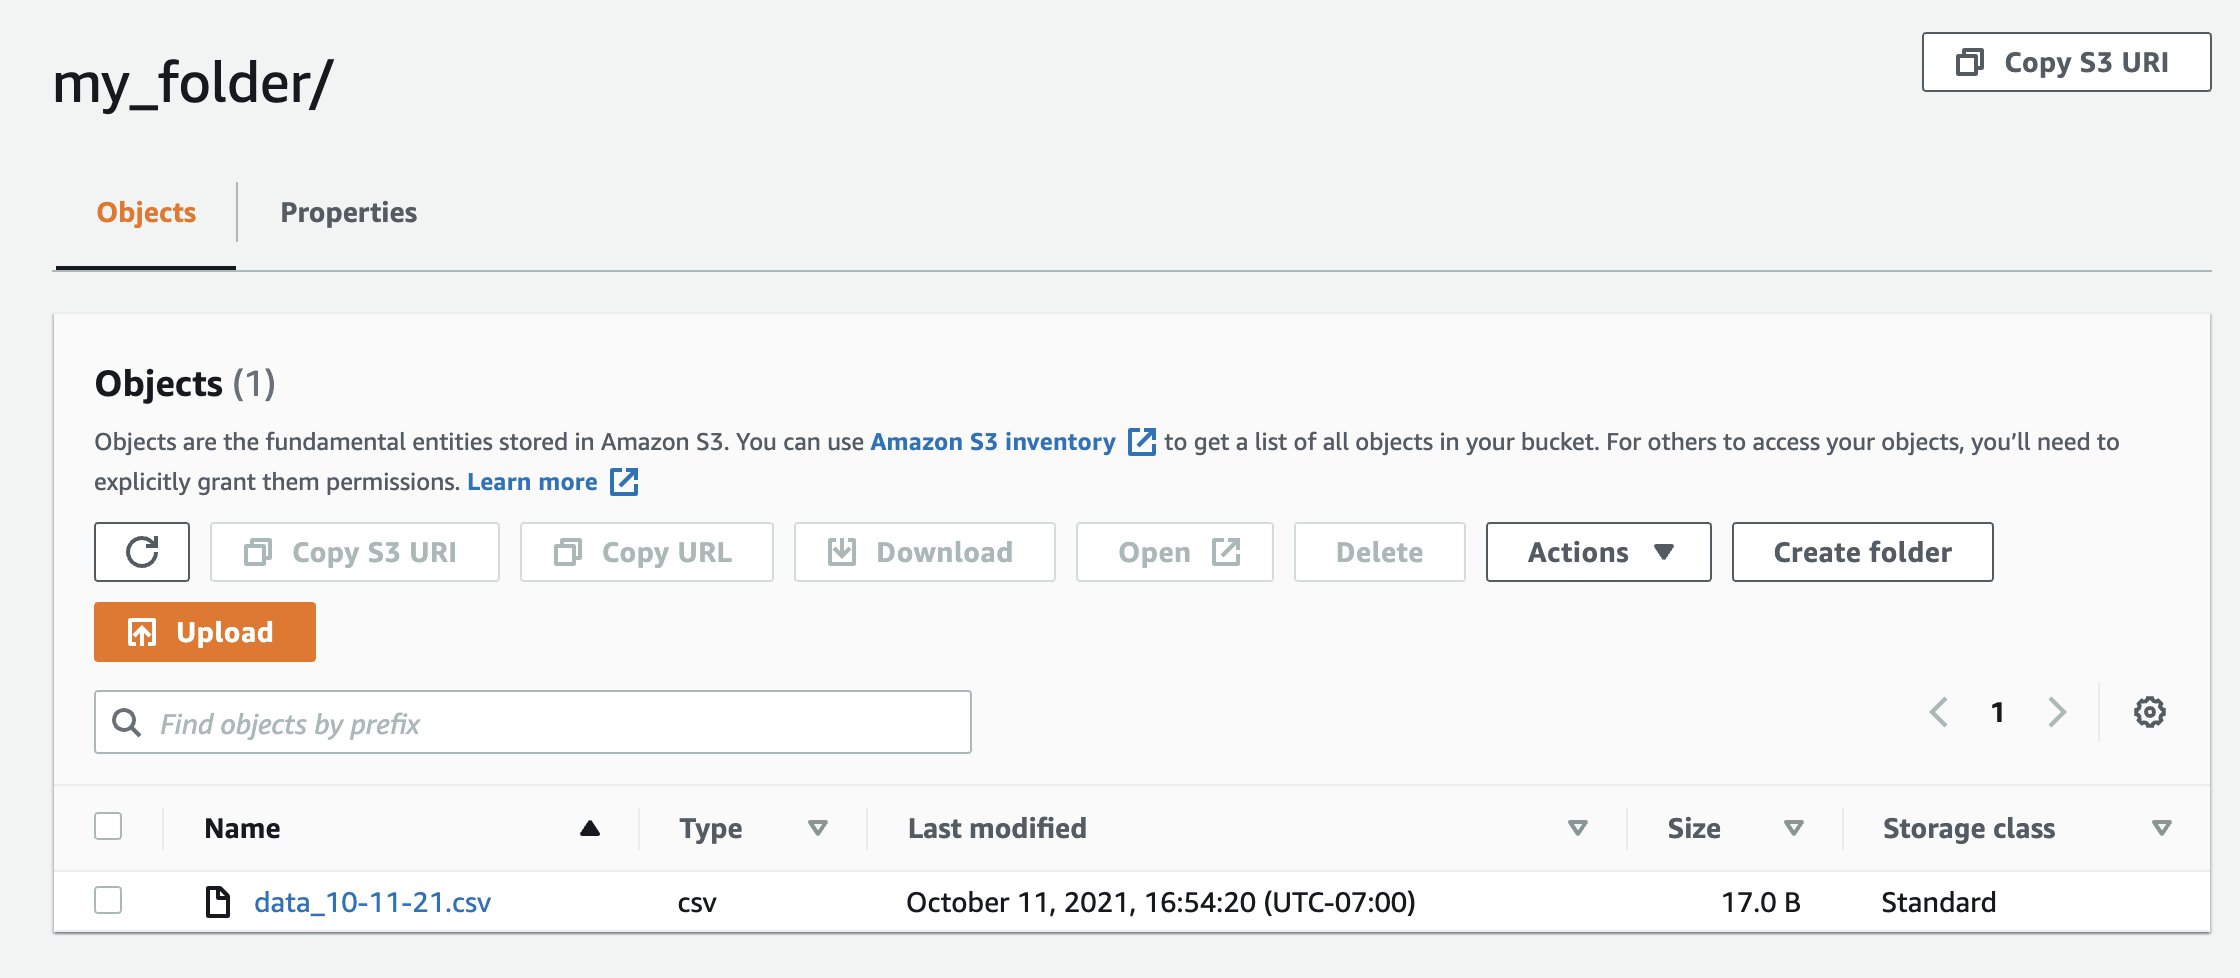 my_folder/
Copy S3 URI
Objects
Properties
Objects (1)
Objects are the fundamental entities stored in Amazon S3. You can use Amazon S3 inventory to get a list of all objects in your bucket. For others to access your objects, you’ll need to
explicitly grant them permissions. Learn more
Copy S3 URI
Copy URL
Download
Open
Delete
Actions
Create folder
Upload
Find objects by prefix
1
Name
Type
Last modified
Size
Storage class
data_10-11-21.csv
csv
October 11, 2021, 16:54:20 (UTC-07:00)
17.0 B
Standard